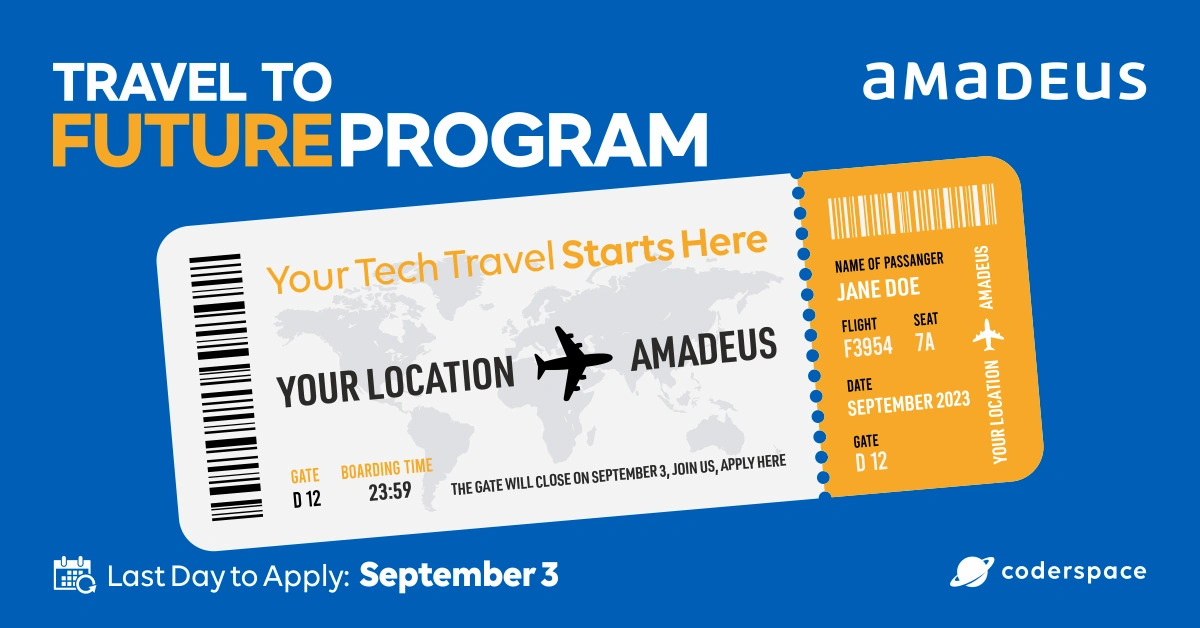 TRAVEL TO
FUTURE PROGRAM
aMaDEUS
Your Tech Travel Starts Here
YOUR LOCATION
AMADEUS
GATE
D 12
BOARDING TIME
23:59
THE GATE WILL CLOSE ON SEPTEMBER 3, JOIN US, APPLY HERE
NAME OF PASSANGER
JANE DOE
FLIGHT
F3954
SEAT
7A
DATE
SEPTEMBER 2023
GATE
D 12
YOUR LOCATION
AMADEUS
Last Day to Apply: September 3
coderspace